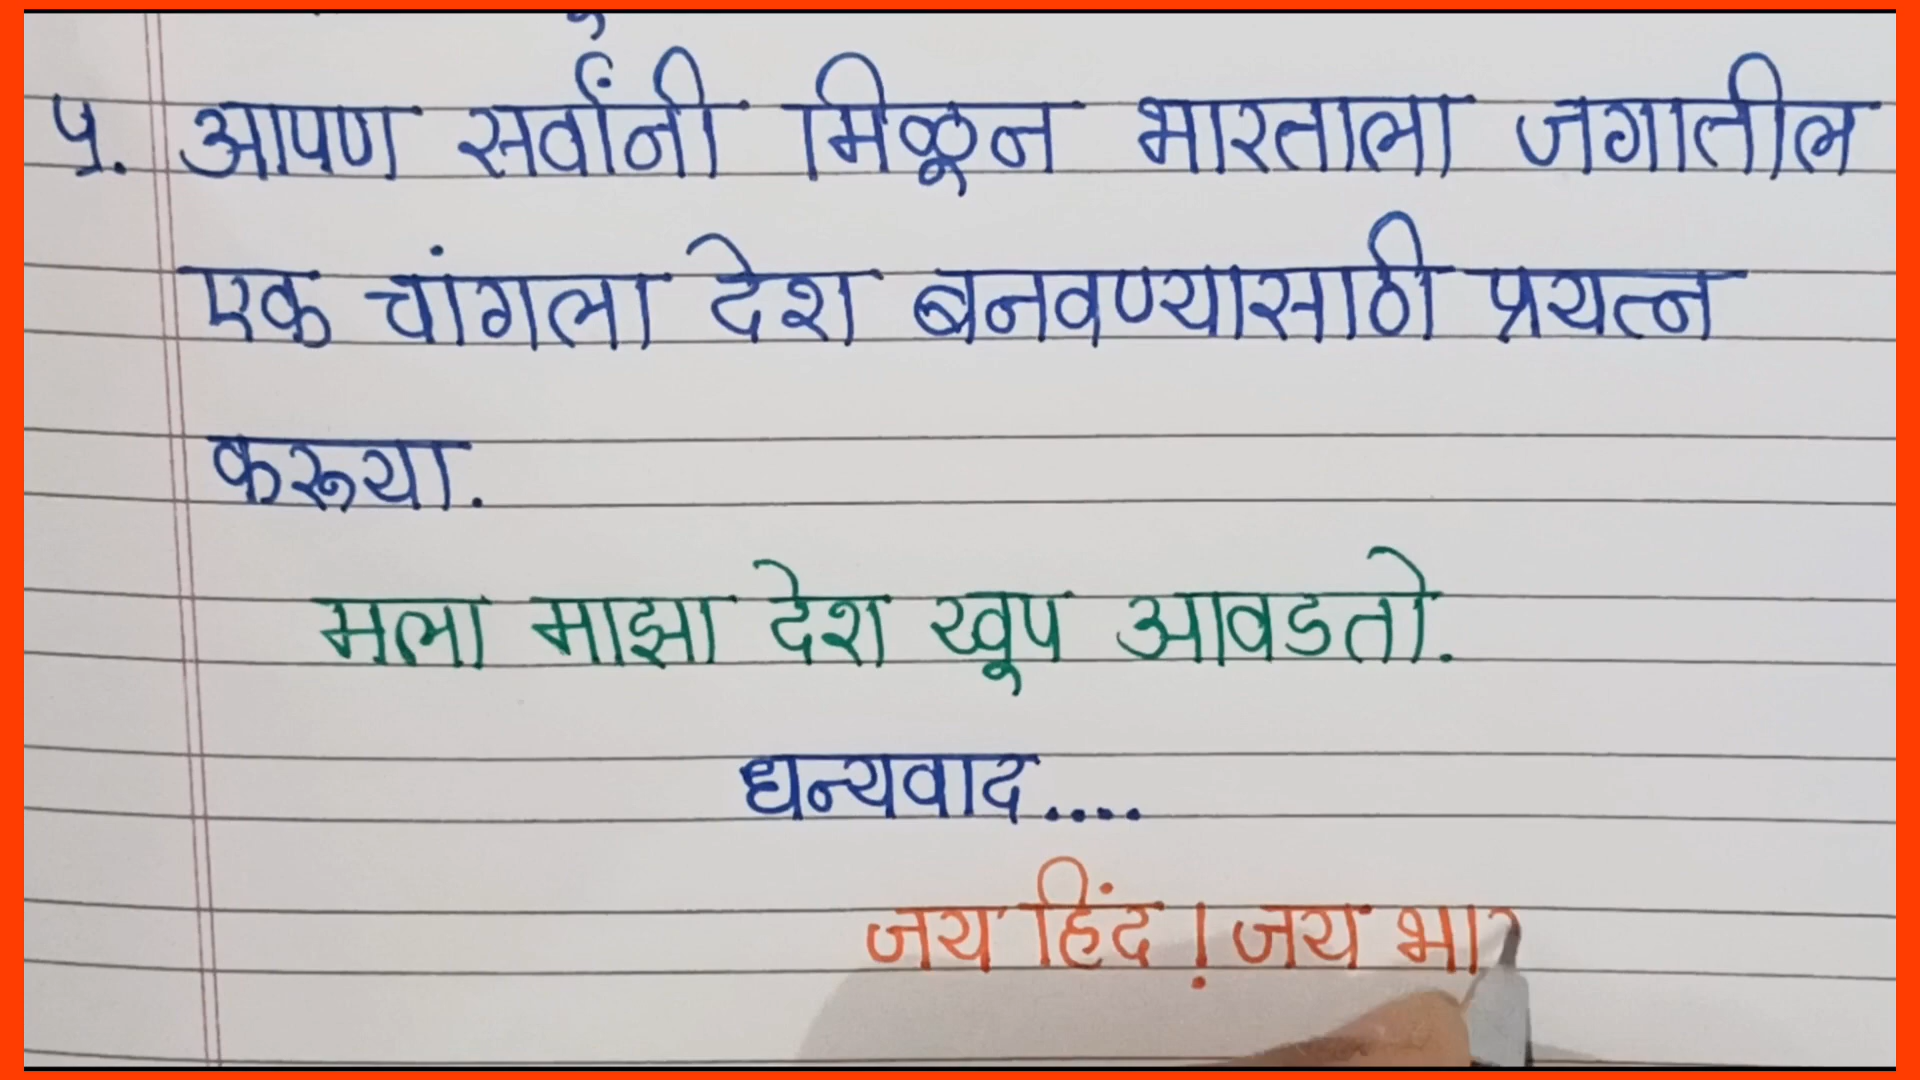 ५. आपण सर्वांनी मिळून भारताला जगातील
एक चांगला देश बनवण्यासाठी प्रयत्न
करूया.
मला माझा देश खूप आवडतो.
धन्यवाद....
जय हिंद ! जय भा